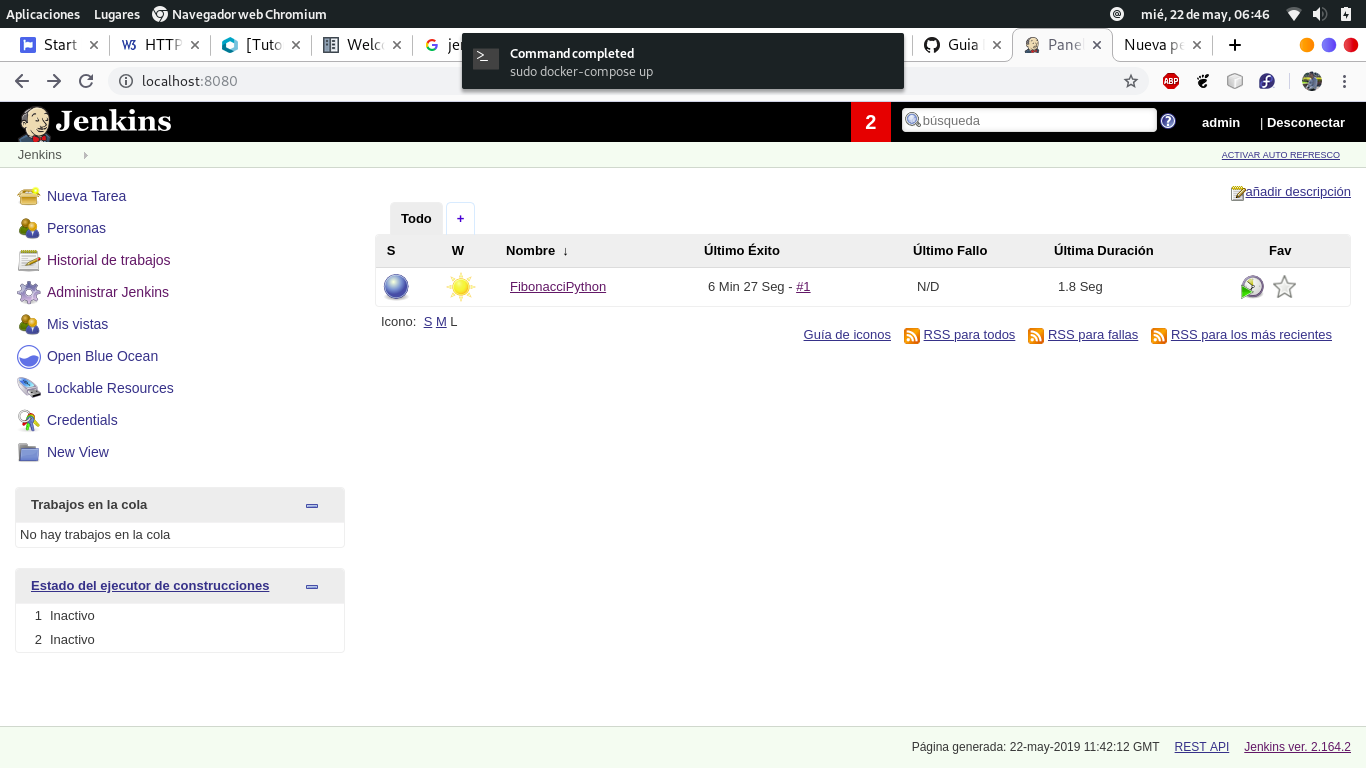 Aplicaciones Lugares Navegador web Chromium mié, 22 de may, 06:46
Start HTTP [Tuto Welc Guia Pane Nueva pe +
Command completed
sudo docker-compose up
localhost:8080 ABP
Jenkins 2 búsqueda ? admin | Desconectar
Jenkins ACTIVAR AUTO REFRESCO
añadir descripción
Nueva Tarea
Personas
Historial de trabajos
Administrar Jenkins
Mis vistas
Open Blue Ocean
Lockable Resources
Credentials
New View
Todo +
S W Nombre ↓ Último Éxito Último Fallo Última Duración Fav
FibonacciPython 6 Min 27 Seg - #1 N/D 1.8 Seg
Icono: S M L
Guía de iconos RSS para todos RSS para fallas RSS para los más recientes
Trabajos en la cola
No hay trabajos en la cola
Estado del ejecutor de construcciones
1 Inactivo
2 Inactivo
Página generada: 22-may-2019 11:42:12 GMT REST API Jenkins ver. 2.164.2